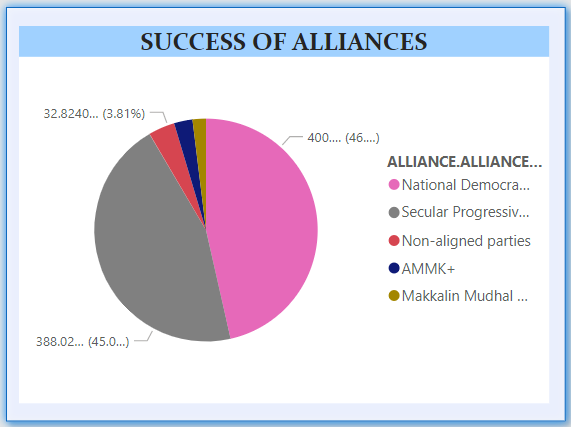 SUCCESS OF ALLIANCES
32.8240... (3.81%)
400.... (46....)
388.02... (45.0...)
ALLIANCE.ALLIANCE...
National Democra...
Secular Progressiv...
Non-aligned parties
AMMK+
Makkalin Mudhal ...